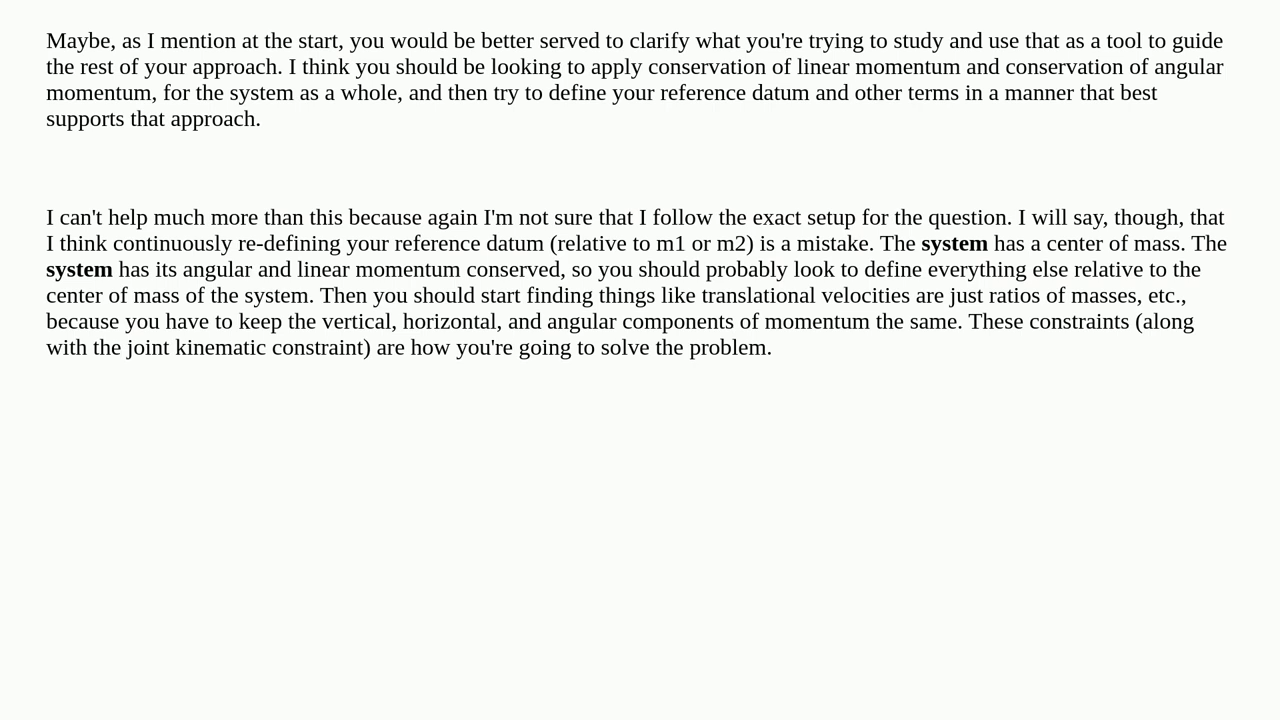 Maybe, as I mention at the start, you would be better served to clarify what you're trying to study and use that as a tool to guide
the rest of your approach. I think you should be looking to apply conservation of linear momentum and conservation of angular
momentum, for the system as a whole, and then try to define your reference datum and other terms in a manner that best
supports that approach.
I can't help much more than this because again I'm not sure that I follow the exact setup for the question. I will say, though, that
I think continuously re-defining your reference datum (relative to m1 or m2) is a mistake. The system has a center of mass. The
system has its angular and linear momentum conserved, so you should probably look to define everything else relative to the
center of mass of the system. Then you should start finding things like translational velocities are just ratios of masses, etc.,
because you have to keep the vertical, horizontal, and angular components of momentum the same. These constraints (along
with the joint kinematic constraint) are how you're going to solve the problem.